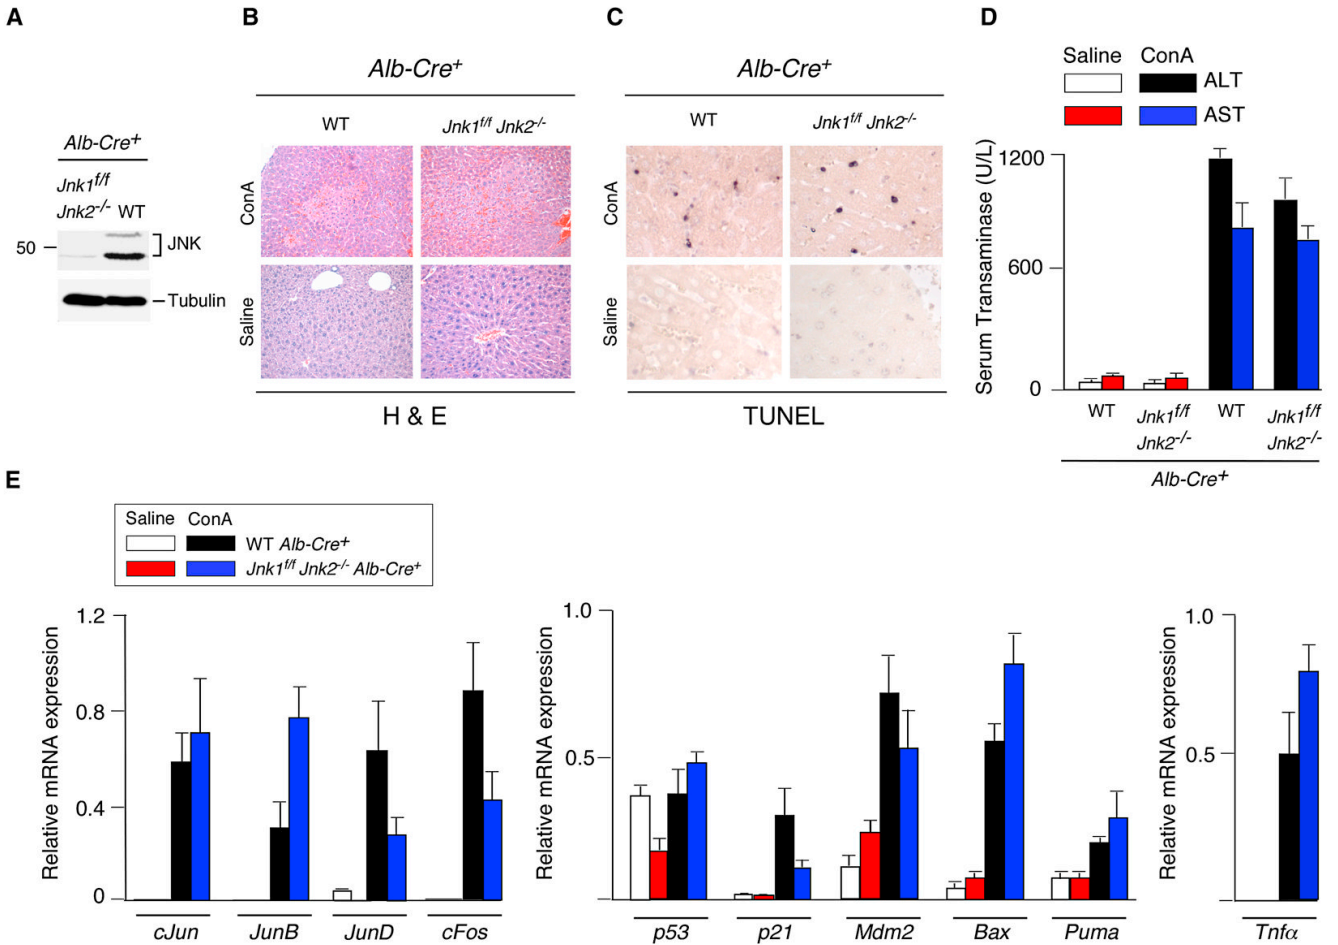 A
Alb-Cre⁺
Jnk1ᶠ/ᶠ
Jnk2⁻/⁻ WT
50
JNK
Tubulin
B
Alb-Cre⁺
WT
Jnk1ᶠ/ᶠ Jnk2⁻/⁻
ConA
Saline
H & E
C
Alb-Cre⁺
WT
Jnk1ᶠ/ᶠ Jnk2⁻/⁻
ConA
Saline
TUNEL
D
Saline ConA
ALT
AST
Serum Transaminase (U/L)
1200
600
0
WT
Jnk1ᶠ/ᶠ
Jnk2⁻/⁻
WT
Jnk1ᶠ/ᶠ
Jnk2⁻/⁻
Alb-Cre⁺
E
Saline ConA
WT Alb-Cre⁺
Jnk1ᶠ/ᶠ Jnk2⁻/⁻ Alb-Cre⁺
Relative mRNA expression
1.2
0.8
0.4
0
cJun JunB JunD cFos
Relative mRNA expression
1.0
0.5
p53 p21 Mdm2 Bax Puma
Relative mRNA expression
1.0
0.5
Tnfα